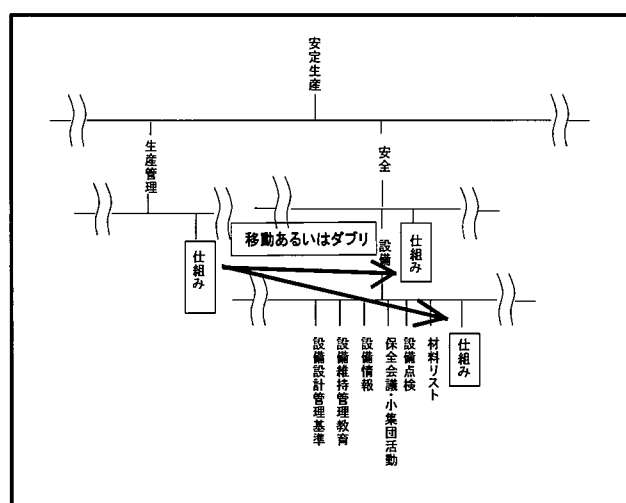 安定生産
生産管理
安全
移動あるいはダブリ
設備
仕組み
仕組み
設備設計管理基準
設備維持管理教育
設備情報
保全会議・小集団活動
設備点検
材料リスト
仕組み